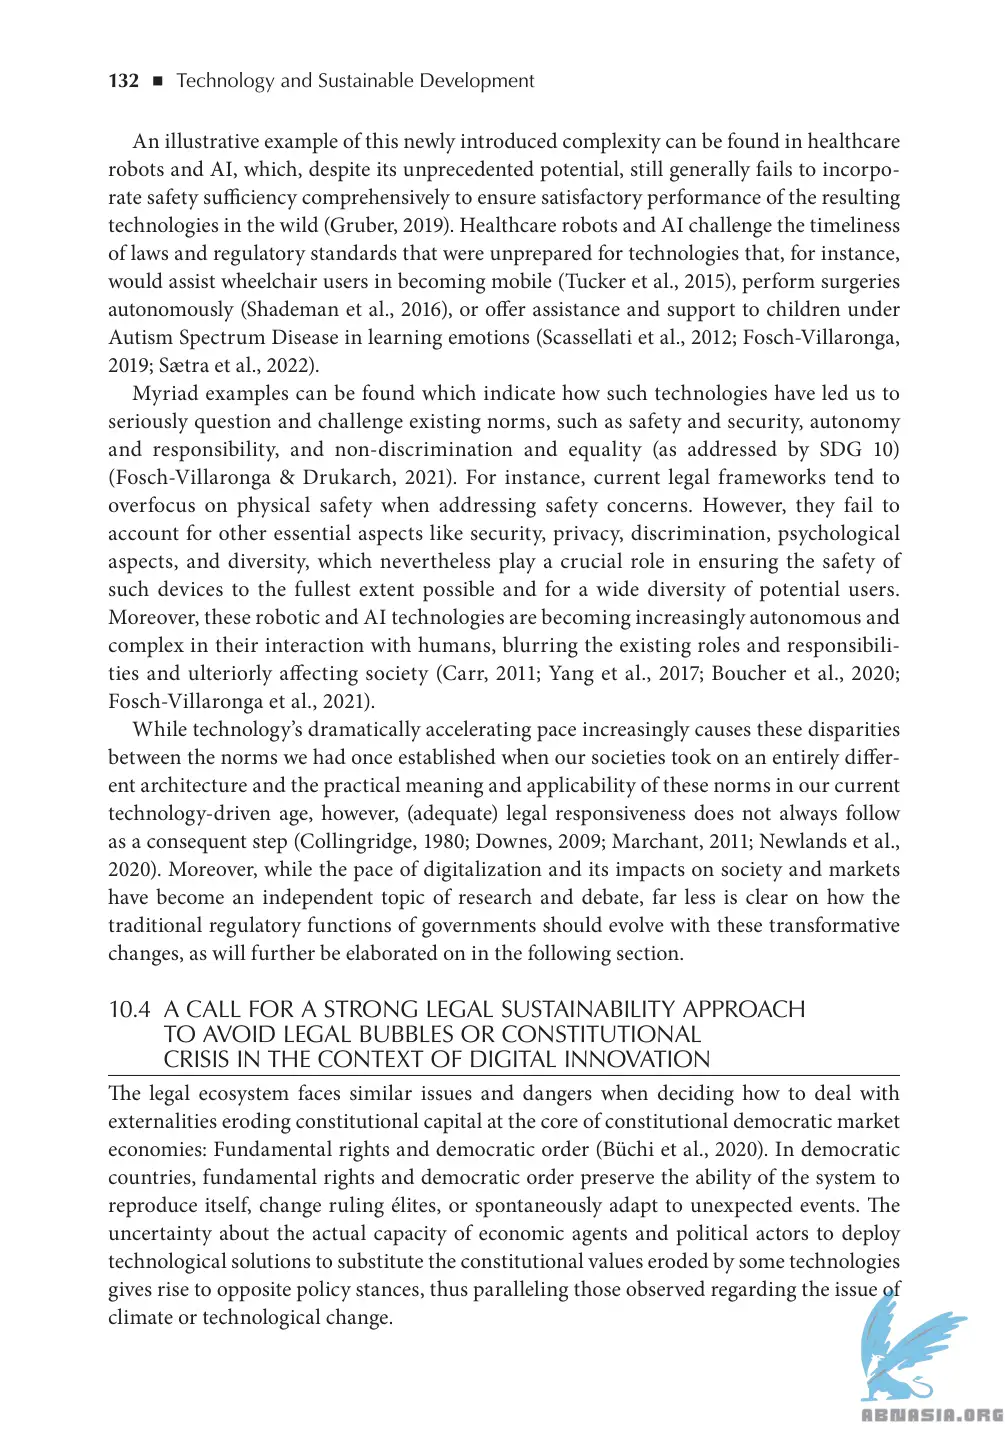 132 ■ Technology and Sustainable Development
An illustrative example of this newly introduced complexity can be found in healthcare
robots and AI, which, despite its unprecedented potential, still generally fails to incorpo-
rate safety sufficiency comprehensively to ensure satisfactory performance of the resulting
technologies in the wild (Gruber, 2019). Healthcare robots and AI challenge the timeliness
of laws and regulatory standards that were unprepared for technologies that, for instance,
would assist wheelchair users in becoming mobile (Tucker et al., 2015), perform surgeries
autonomously (Shademan et al., 2016), or offer assistance and support to children under
Autism Spectrum Disease in learning emotions (Scassellati et al., 2012; Fosch-Villaronga,
2019; Sætra et al., 2022).
Myriad examples can be found which indicate how such technologies have led us to
seriously question and challenge existing norms, such as safety and security, autonomy
and responsibility, and non-discrimination and equality (as addressed by SDG 10)
(Fosch-Villaronga & Drukarch, 2021). For instance, current legal frameworks tend to
overfocus on physical safety when addressing safety concerns. However, they fail to
account for other essential aspects like security, privacy, discrimination, psychological
aspects, and diversity, which nevertheless play a crucial role in ensuring the safety of
such devices to the fullest extent possible and for a wide diversity of potential users.
Moreover, these robotic and AI technologies are becoming increasingly autonomous and
complex in their interaction with humans, blurring the existing roles and responsibili-
ties and ulteriorly affecting society (Carr, 2011; Yang et al., 2017; Boucher et al., 2020;
Fosch-Villaronga et al., 2021).
While technology’s dramatically accelerating pace increasingly causes these disparities
between the norms we had once established when our societies took on an entirely differ-
ent architecture and the practical meaning and applicability of these norms in our current
technology-driven age, however, (adequate) legal responsiveness does not always follow
as a consequent step (Collingridge, 1980; Downes, 2009; Marchant, 2011; Newlands et al.,
2020). Moreover, while the pace of digitalization and its impacts on society and markets
have become an independent topic of research and debate, far less is clear on how the
traditional regulatory functions of governments should evolve with these transformative
changes, as will further be elaborated on in the following section.
10.4 A CALL FOR A STRONG LEGAL SUSTAINABILITY APPROACH
TO AVOID LEGAL BUBBLES OR CONSTITUTIONAL
CRISIS IN THE CONTEXT OF DIGITAL INNOVATION
The legal ecosystem faces similar issues and dangers when deciding how to deal with
externalities eroding constitutional capital at the core of constitutional democratic market
economies: Fundamental rights and democratic order (Büchi et al., 2020). In democratic
countries, fundamental rights and democratic order preserve the ability of the system to
reproduce itself, change ruling élites, or spontaneously adapt to unexpected events. The
uncertainty about the actual capacity of economic agents and political actors to deploy
technological solutions to substitute the constitutional values eroded by some technologies
gives rise to opposite policy stances, thus paralleling those observed regarding the issue of
climate or technological change.
ABNASIA.ORG